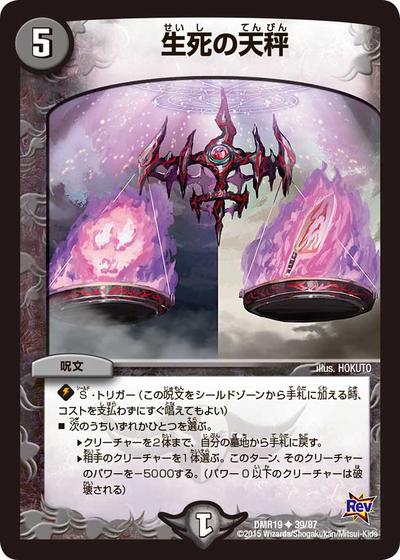 5
せいし てんびん
生死の天秤
呪文
illus. HOKUTO
S・トリガー(この呪文をシールドゾーンから手札に加える時、
コストを支払わずにすぐ唱えてもよい)
■ 次のうちいずれかひとつを選ぶ。
▶クリーチャーを2体まで、自分の墓地から手札に戻す。
▶相手のクリーチャーを1体選ぶ。このターン、そのクリーチャー
のパワーを-5000する。(パワー0以下のクリーチャーは破
壊される)
Rev
DMR19 ◆ 39/87
©2015 Wizards/Shogakukan/Mitsui-Kids
1